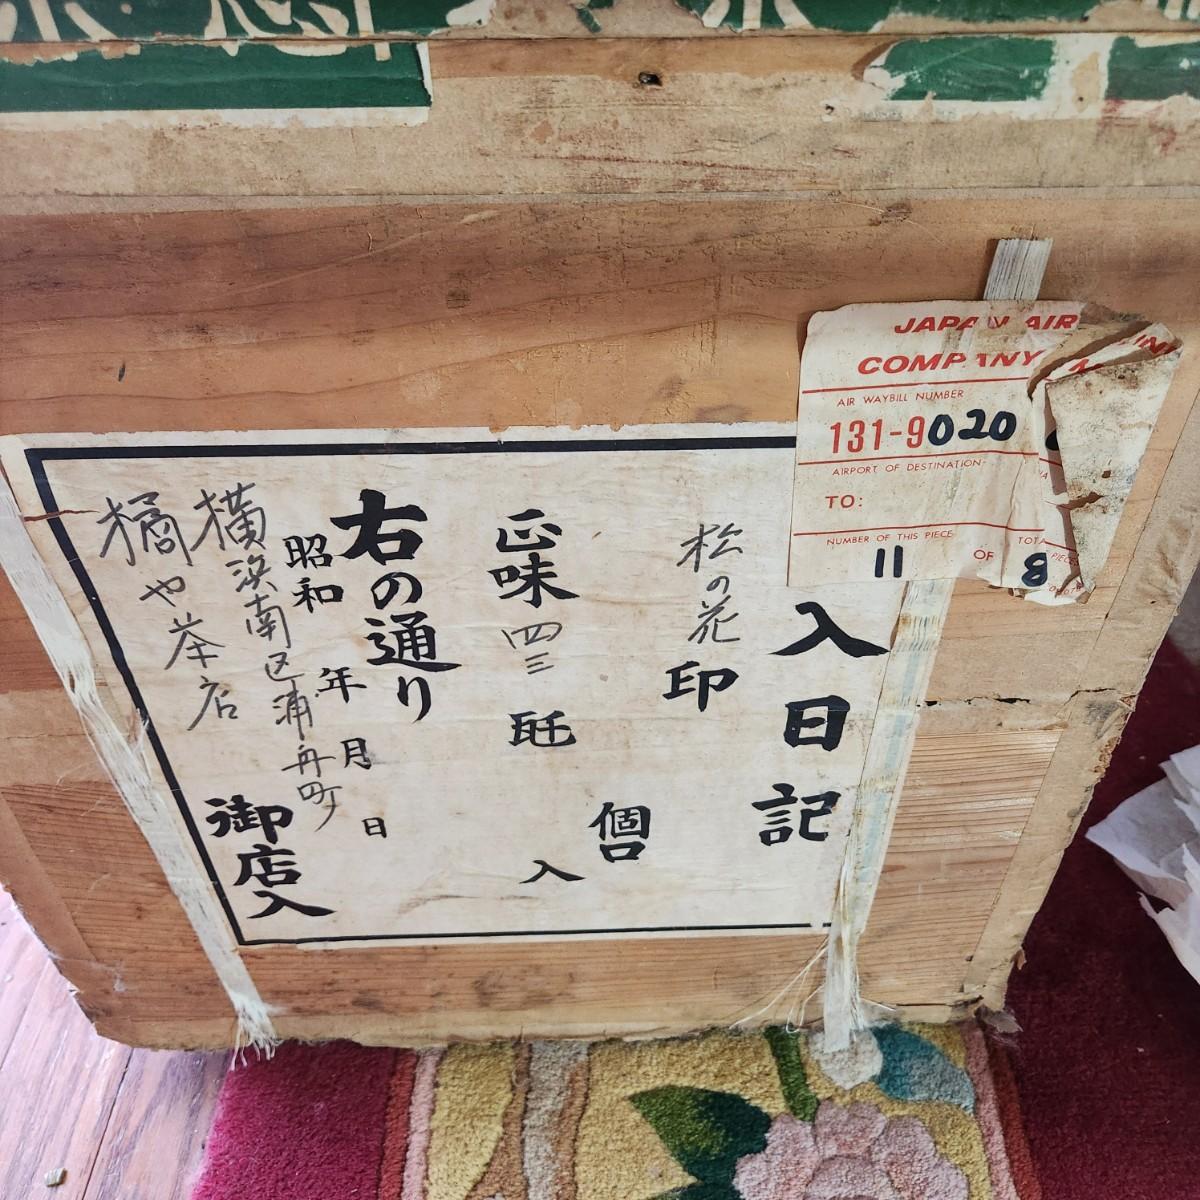 JAPAN AIR LIN
COMPANY
AIR WAYBILL NUMBER
131-9020
AIRPORT OF DESTINATION
TO:
NUMBER OF THIS PIECE
11
OF
8
入日記
松の花印
個口
正味四三瓩入
右の通り
昭和 年 月 日
横浜南区浦舟町
橘や茶店
御店入